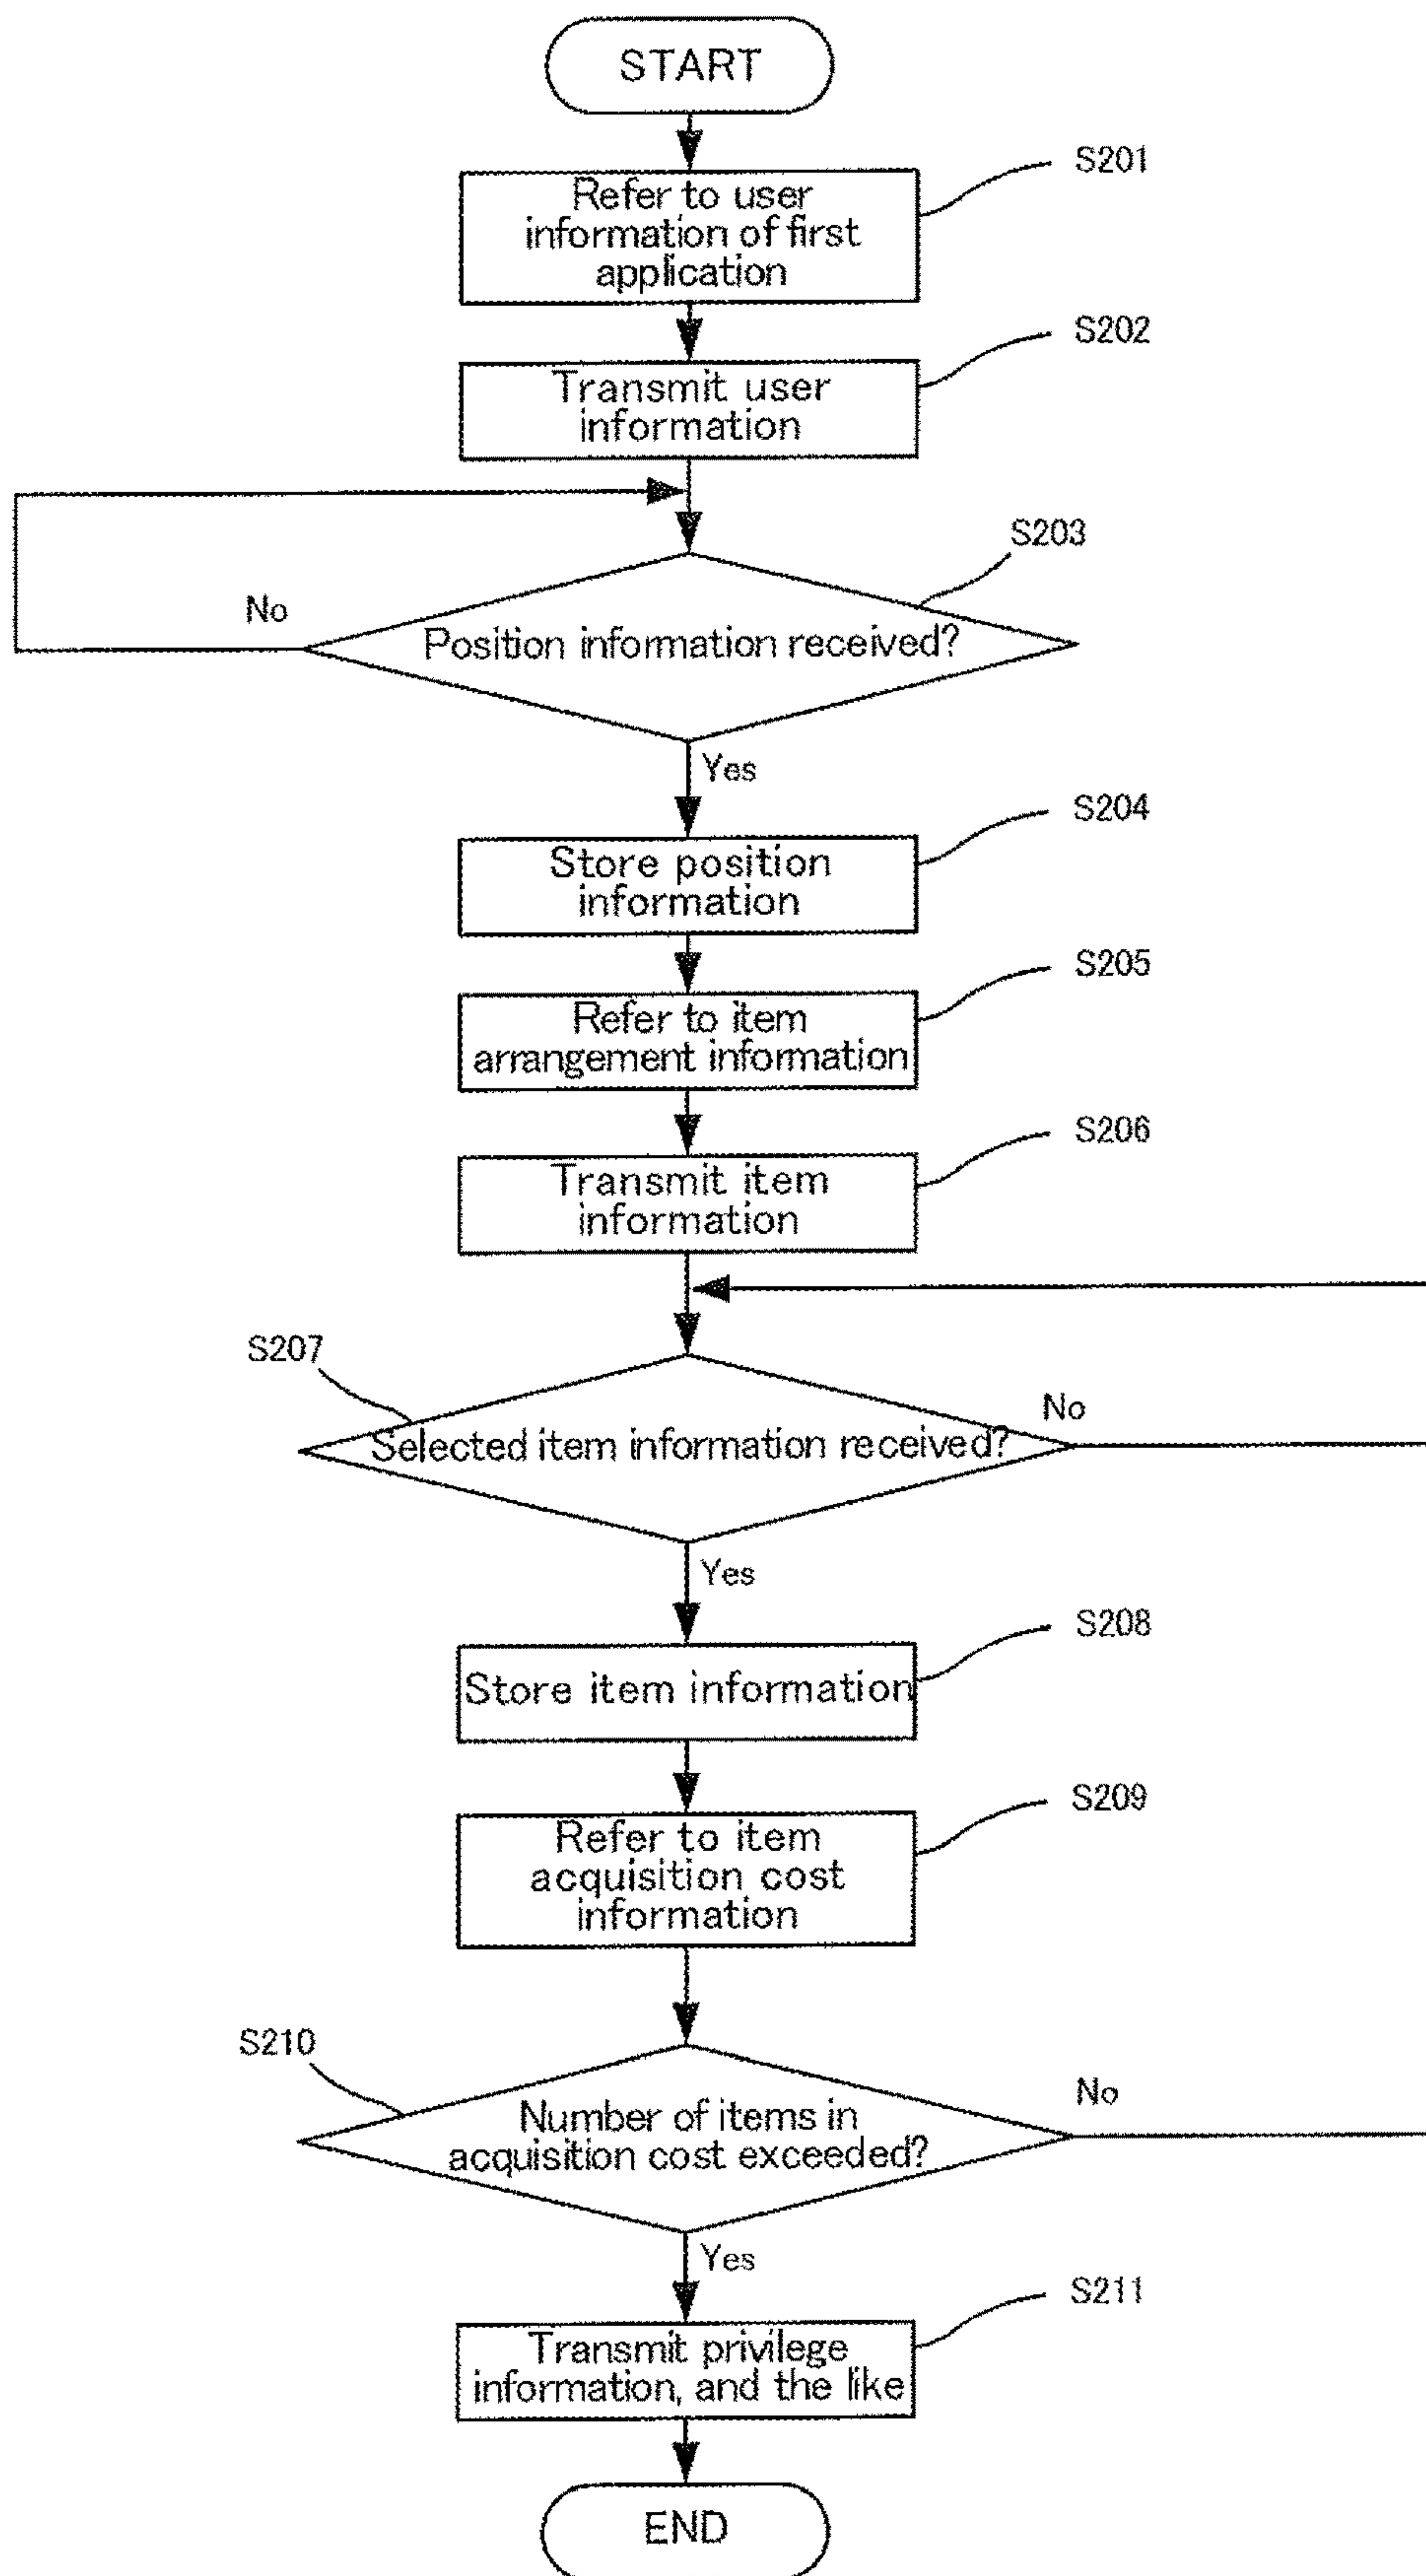 START
S201
Refer to user
information of first
application
S202
Transmit user
information
S203
No
Position information received?
Yes
S204
Store position
information
S205
Refer to item
arrangement information
S206
Transmit item
information
S207
No
Selected item information received?
Yes
S208
Store item information
S209
Refer to item
acquisition cost
information
S210
No
Number of items in
acquisition cost exceeded?
Yes
S211
Transmit privilege
information, and the like
END